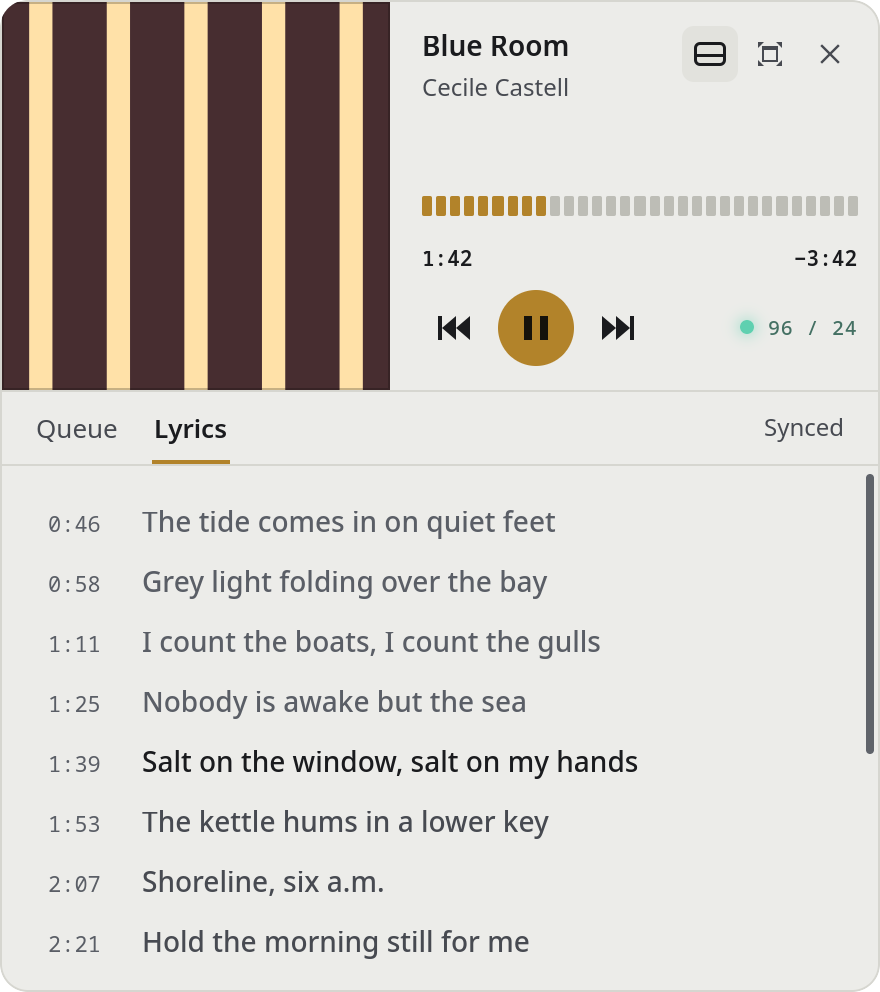 Blue Room
Cecile Castell
1:42
−3:42
96 / 24
Queue
Lyrics
Synced
0:46 The tide comes in on quiet feet
0:58 Grey light folding over the bay
1:11 I count the boats, I count the gulls
1:25 Nobody is awake but the sea
1:39 Salt on the window, salt on my hands
1:53 The kettle hums in a lower key
2:07 Shoreline, six a.m.
2:21 Hold the morning still for me